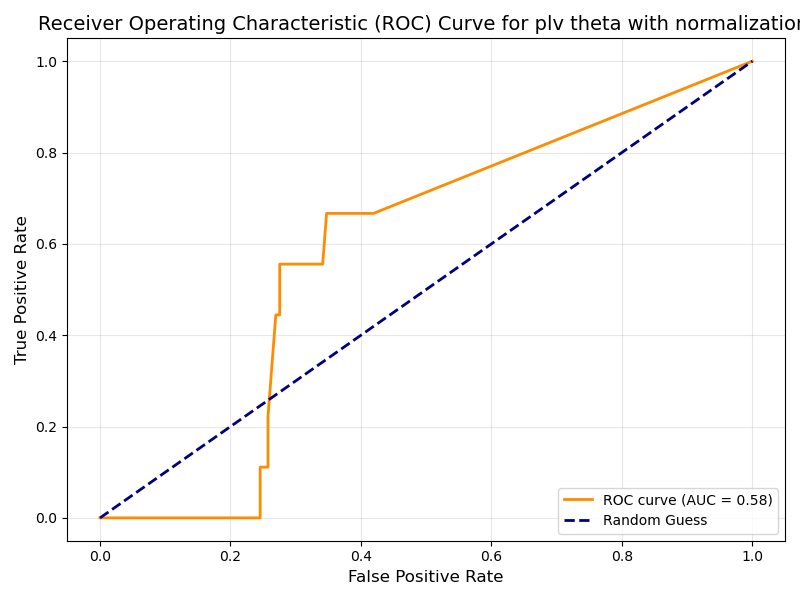 Receiver Operating Characteristic (ROC) Curve for plv theta with normalization
1.0
0.8
0.6
0.4
0.2
0.0
True Positive Rate
0.0 0.2 0.4 0.6 0.8 1.0
False Positive Rate
ROC curve (AUC = 0.58)
Random Guess